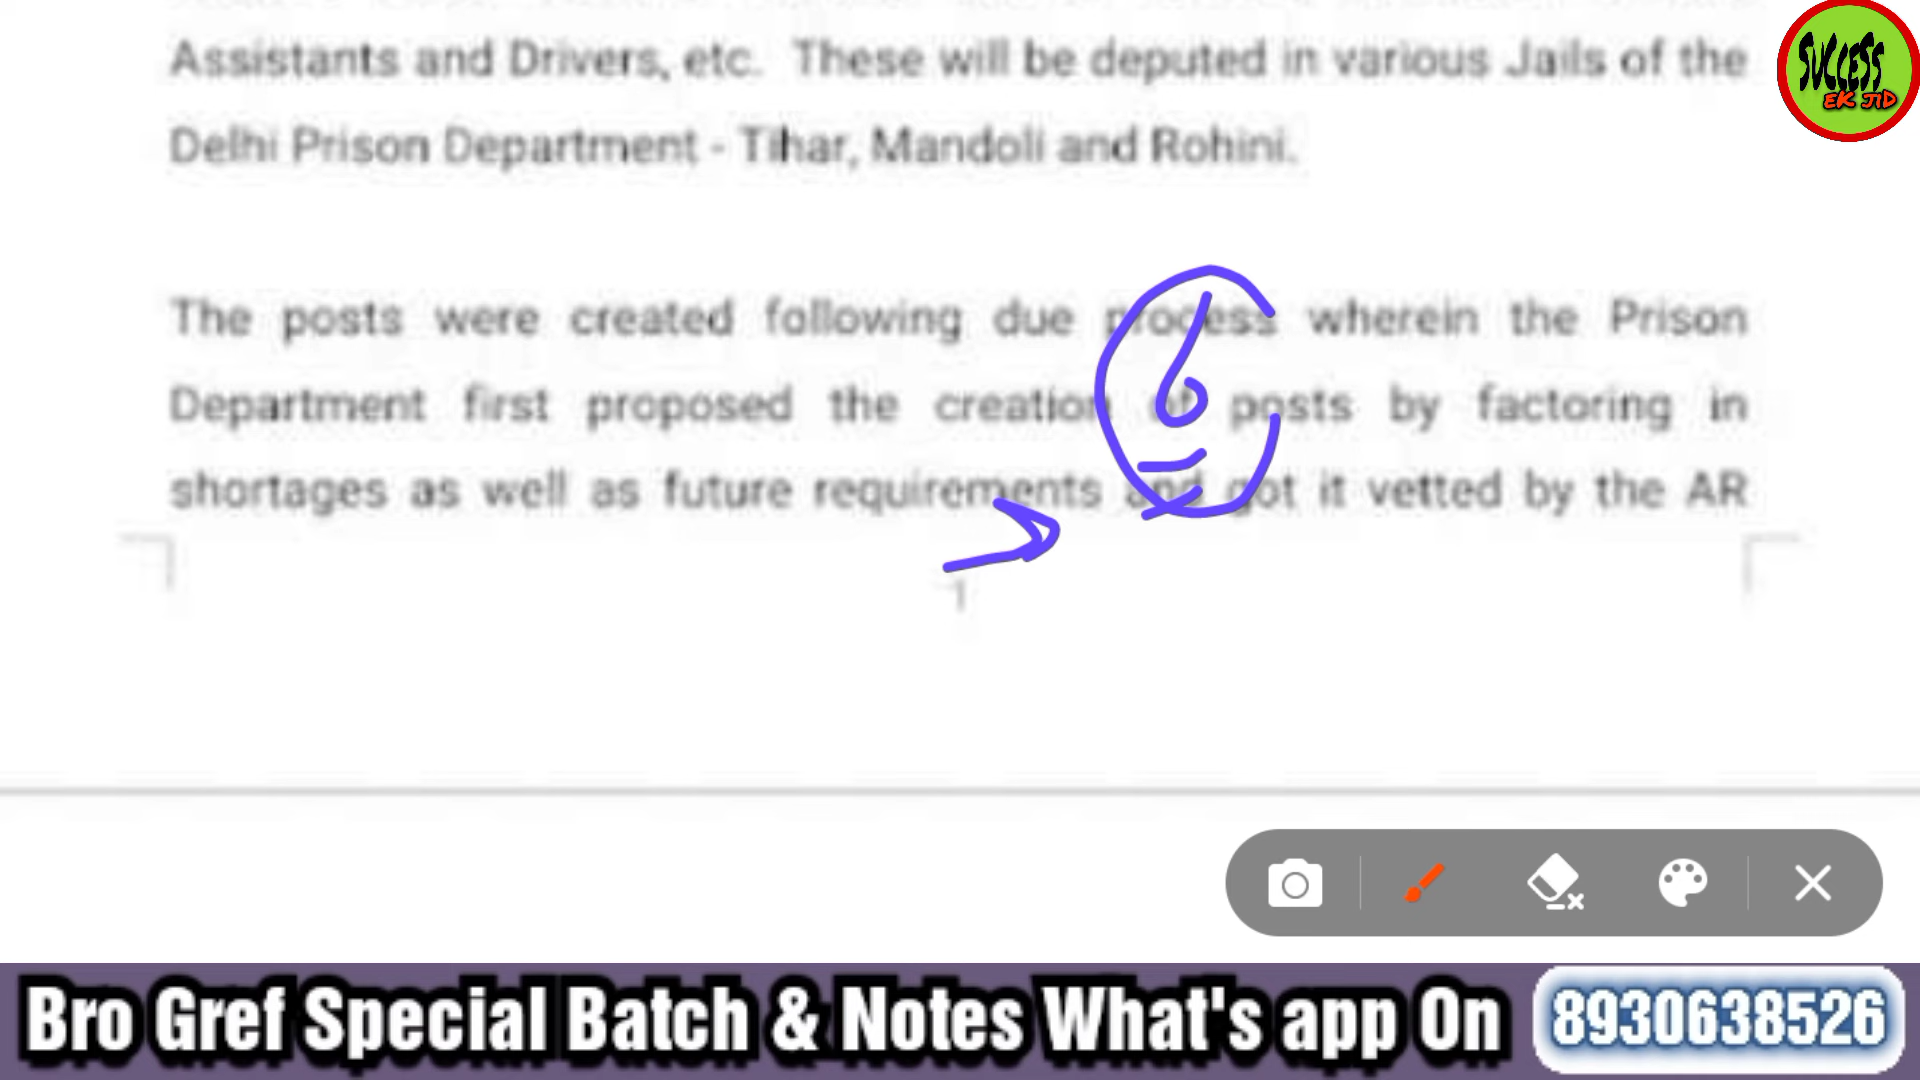 Assistants and Drivers, etc. These will be deputed in various Jails of the
Delhi Prison Department - Tihar, Mandoli and Rohini.
The posts were created following due process wherein the Prison
Department first proposed the creation of posts by factoring in
shortages as well as future requirements and got it vetted by the AR
6
1
SUCCESS
EK JID
Bro Gref Special Batch & Notes What's app On 8930638526